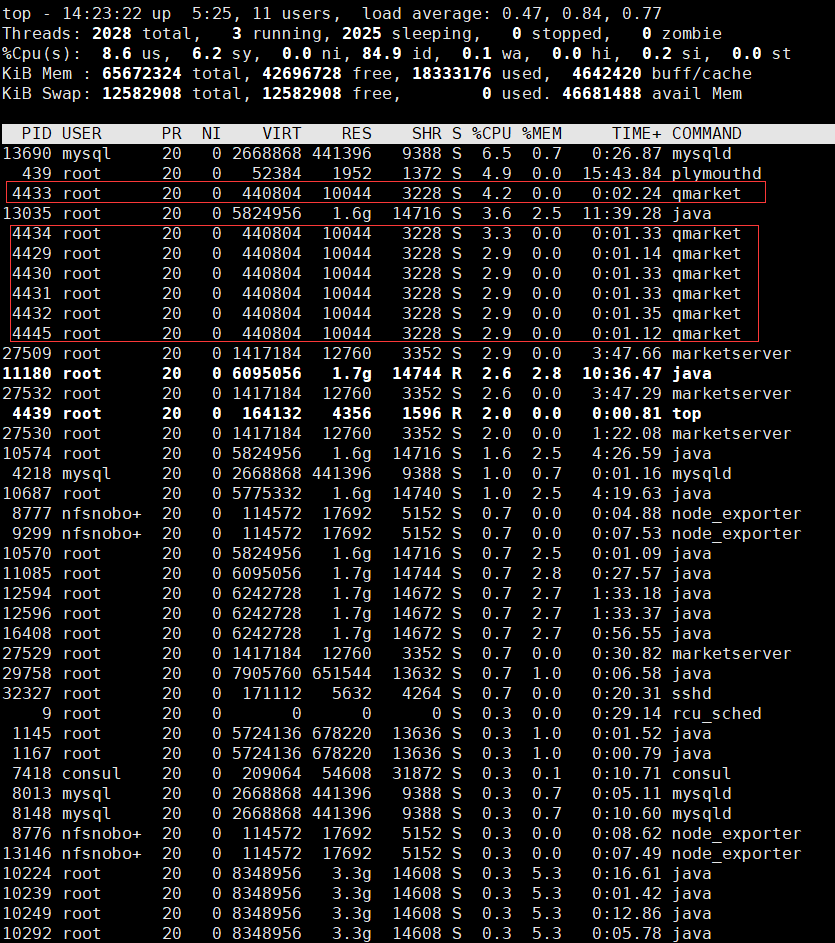 top - 14:23:22 up  5:25, 11 users,  load average: 0.47, 0.84, 0.77
Threads: 2028 total,   3 running, 2025 sleeping,   0 stopped,   0 zombie
%Cpu(s):  8.6 us,  6.2 sy,  0.0 ni, 84.9 id,  0.1 wa,  0.0 hi,  0.2 si,  0.0 st
KiB Mem : 65672324 total, 42696728 free, 18333176 used,  4642420 buff/cache
KiB Swap: 12582908 total, 12582908 free,        0 used. 46681488 avail Mem
PID USER      PR  NI    VIRT    RES    SHR S %CPU %MEM     TIME+ COMMAND
13690 mysql     20   0 2668868 441396   9388 S  6.5  0.7   0:26.87 mysqld
439 root      20   0   52384   1952   1372 S  4.9  0.0  15:43.84 plymouthd
4433 root      20   0  440804  10044   3228 S  4.2  0.0   0:02.24 qmarket
13035 root      20   0 5824956   1.6g  14716 S  3.6  2.5  11:39.28 java
4434 root      20   0  440804  10044   3228 S  3.3  0.0   0:01.33 qmarket
4429 root      20   0  440804  10044   3228 S  2.9  0.0   0:01.14 qmarket
4430 root      20   0  440804  10044   3228 S  2.9  0.0   0:01.33 qmarket
4431 root      20   0  440804  10044   3228 S  2.9  0.0   0:01.33 qmarket
4432 root      20   0  440804  10044   3228 S  2.9  0.0   0:01.35 qmarket
4445 root      20   0  440804  10044   3228 S  2.9  0.0   0:01.12 qmarket
27509 root      20   0 1417184  12760   3352 S  2.9  0.0   3:47.66 marketserver
11180 root      20   0 6095056   1.7g  14744 R  2.6  2.8  10:36.47 java
27532 root      20   0 1417184  12760   3352 S  2.6  0.0   3:47.29 marketserver
4439 root      20   0  164132   4356   1596 R  2.0  0.0   0:00.81 top
27530 root      20   0 1417184  12760   3352 S  2.0  0.0   1:22.08 marketserver
10574 root      20   0 5824956   1.6g  14716 S  1.6  2.5   4:26.59 java
4218 mysql     20   0 2668868 441396   9388 S  1.0  0.7   0:01.16 mysqld
10687 root      20   0 5775332   1.6g  14740 S  1.0  2.5   4:19.63 java
8777 nfsnobo+  20   0  114572  17692   5152 S  0.7  0.0   0:04.88 node_exporter
9299 nfsnobo+  20   0  114572  17692   5152 S  0.7  0.0   0:07.53 node_exporter
10570 root      20   0 5824956   1.6g  14716 S  0.7  2.5   0:01.09 java
11085 root      20   0 6095056   1.7g  14744 S  0.7  2.8   0:27.57 java
12594 root      20   0 6242728   1.7g  14672 S  0.7  2.7   1:33.18 java
12596 root      20   0 6242728   1.7g  14672 S  0.7  2.7   1:33.37 java
16408 root      20   0 6242728   1.7g  14672 S  0.7  2.7   0:56.55 java
27529 root      20   0 1417184  12760   3352 S  0.7  0.0   0:30.82 marketserver
29758 root      20   0 7905760 651544  13632 S  0.7  1.0   0:06.58 java
32327 root      20   0  171112   5632   4264 S  0.7  0.0   0:20.31 sshd
9 root      20   0       0      0      0 S  0.3  0.0   0:29.14 rcu_sched
1145 root      20   0 5724136 678220  13636 S  0.3  1.0   0:01.52 java
1167 root      20   0 5724136 678220  13636 S  0.3  1.0   0:00.79 java
7418 consul    20   0  209064  54608  31872 S  0.3  0.1   0:10.71 consul
8013 mysql     20   0 2668868 441396   9388 S  0.3  0.7   0:05.11 mysqld
8148 mysql     20   0 2668868 441396   9388 S  0.3  0.7   0:10.60 mysqld
8776 nfsnobo+  20   0  114572  17692   5152 S  0.3  0.0   0:08.62 node_exporter
13146 nfsnobo+  20   0  114572  17692   5152 S  0.3  0.0   0:07.49 node_exporter
10224 root      20   0 8348956   3.3g  14608 S  0.3  5.3   0:16.61 java
10239 root      20   0 8348956   3.3g  14608 S  0.3  5.3   0:01.42 java
10249 root      20   0 8348956   3.3g  14608 S  0.3  5.3   0:12.86 java
10292 root      20   0 8348956   3.3g  14608 S  0.3  5.3   0:05.78 java